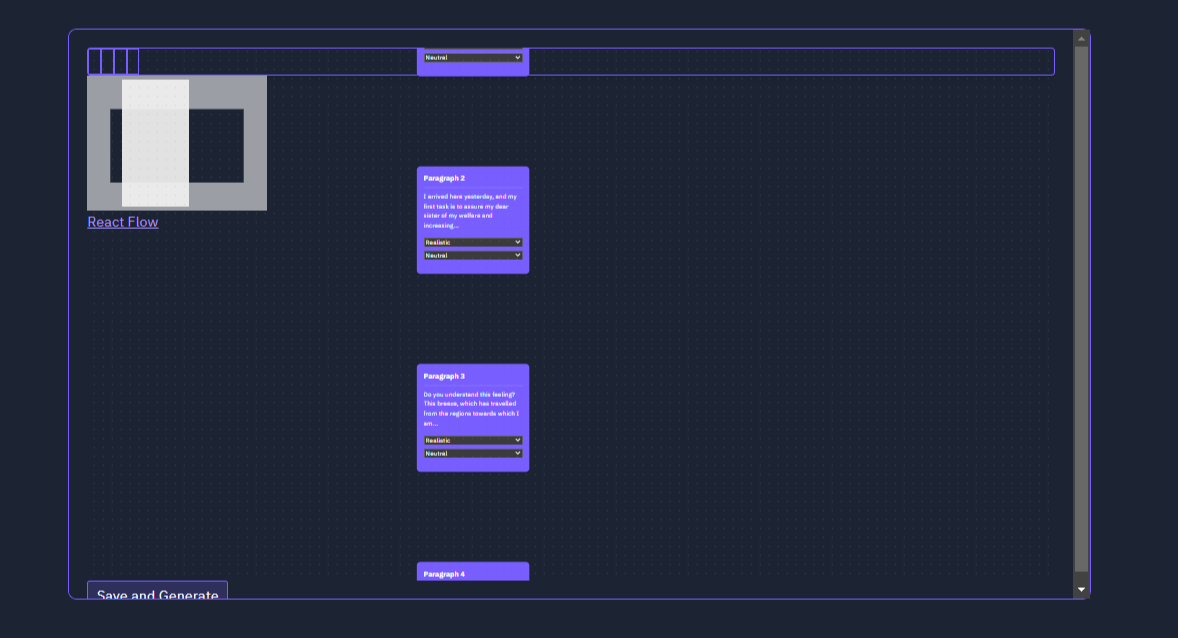 Neutral
Paragraph 2
I arrived here yesterday, and my
first task is to assure my dear
sister of my welfare and
increasing...
Realistic
Neutral
React Flow
Paragraph 3
Do you understand this feeling?
This breeze, which has travelled
from the regions towards which I
am...
Realistic
Neutral
Paragraph 4
Save and Generate